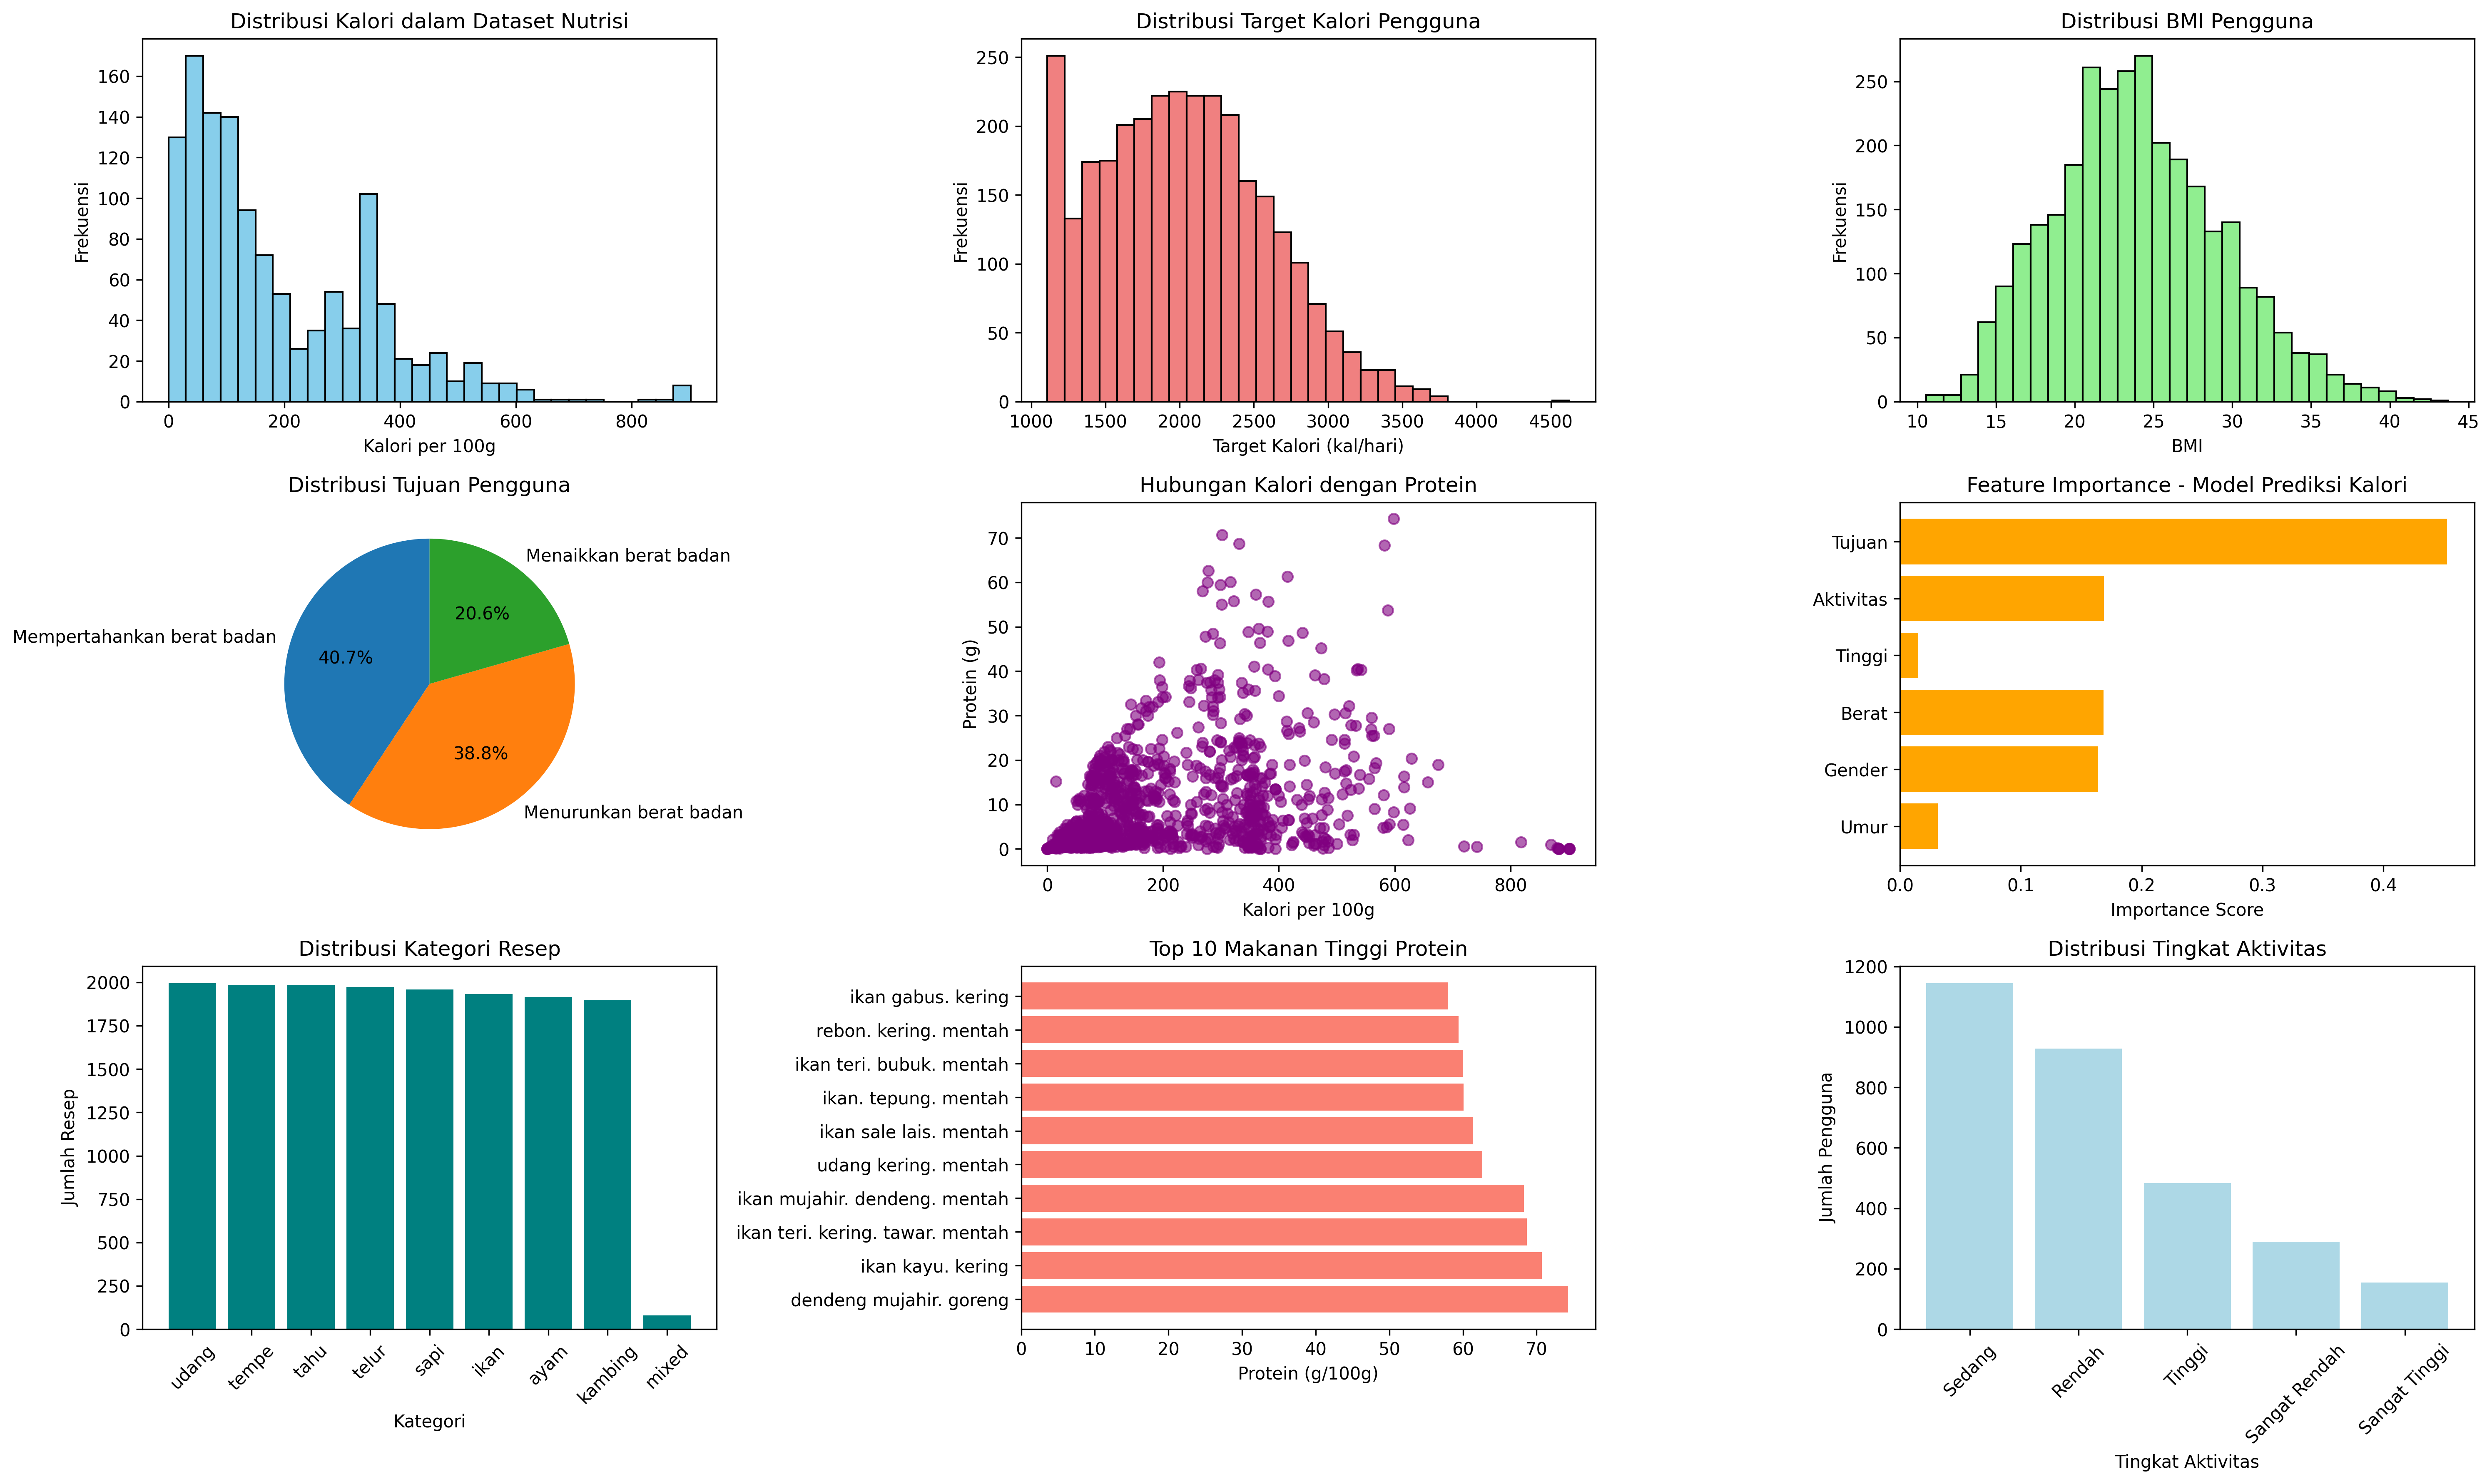 Distribusi Kalori dalam Dataset Nutrisi
Frekuensi
160
140
120
100
80
60
40
20
0
0 200 400 600 800
Kalori per 100g
Distribusi Target Kalori Pengguna
Frekuensi
250
200
150
100
50
0
1000 1500 2000 2500 3000 3500 4000 4500
Target Kalori (kal/hari)
Distribusi BMI Pengguna
Frekuensi
250
200
150
100
50
0
10 15 20 25 30 35 40 45
BMI
Distribusi Tujuan Pengguna
Menaikkan berat badan
20.6%
Mempertahankan berat badan
40.7%
38.8%
Menurunkan berat badan
Hubungan Kalori dengan Protein
Protein (g)
70
60
50
40
30
20
10
0
0 200 400 600 800
Kalori per 100g
Feature Importance - Model Prediksi Kalori
Tujuan
Aktivitas
Tinggi
Berat
Gender
Umur
0.0 0.1 0.2 0.3 0.4
Importance Score
Distribusi Kategori Resep
Jumlah Resep
2000
1750
1500
1250
1000
750
500
250
0
udang tempe tahu telur sapi ikan ayam kambing mixed
Kategori
Top 10 Makanan Tinggi Protein
ikan gabus. kering
rebon. kering. mentah
ikan teri. bubuk. mentah
ikan. tepung. mentah
ikan sale lais. mentah
udang kering. mentah
ikan mujahir. dendeng. mentah
ikan teri. kering. tawar. mentah
ikan kayu. kering
dendeng mujahir. goreng
0 10 20 30 40 50 60 70
Protein (g/100g)
Distribusi Tingkat Aktivitas
Jumlah Pengguna
1200
1000
800
600
400
200
0
Sedang Rendah Tinggi Sangat Rendah Sangat Tinggi
Tingkat Aktivitas